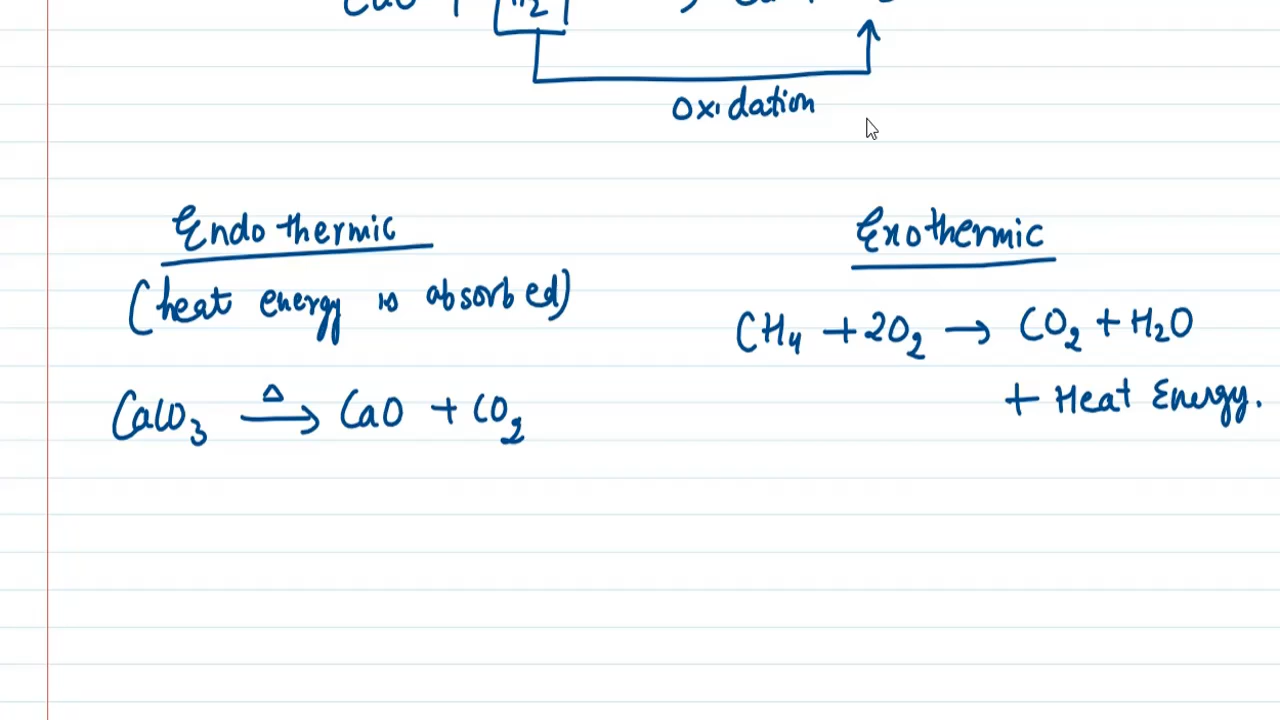 oxidation
Endothermic
Exothermic
(heat energy is absorbed)
CH4 + 2O2 → CO2 + H2O
+ Heat Energy.
CaCO3 Δ→ CaO + CO2